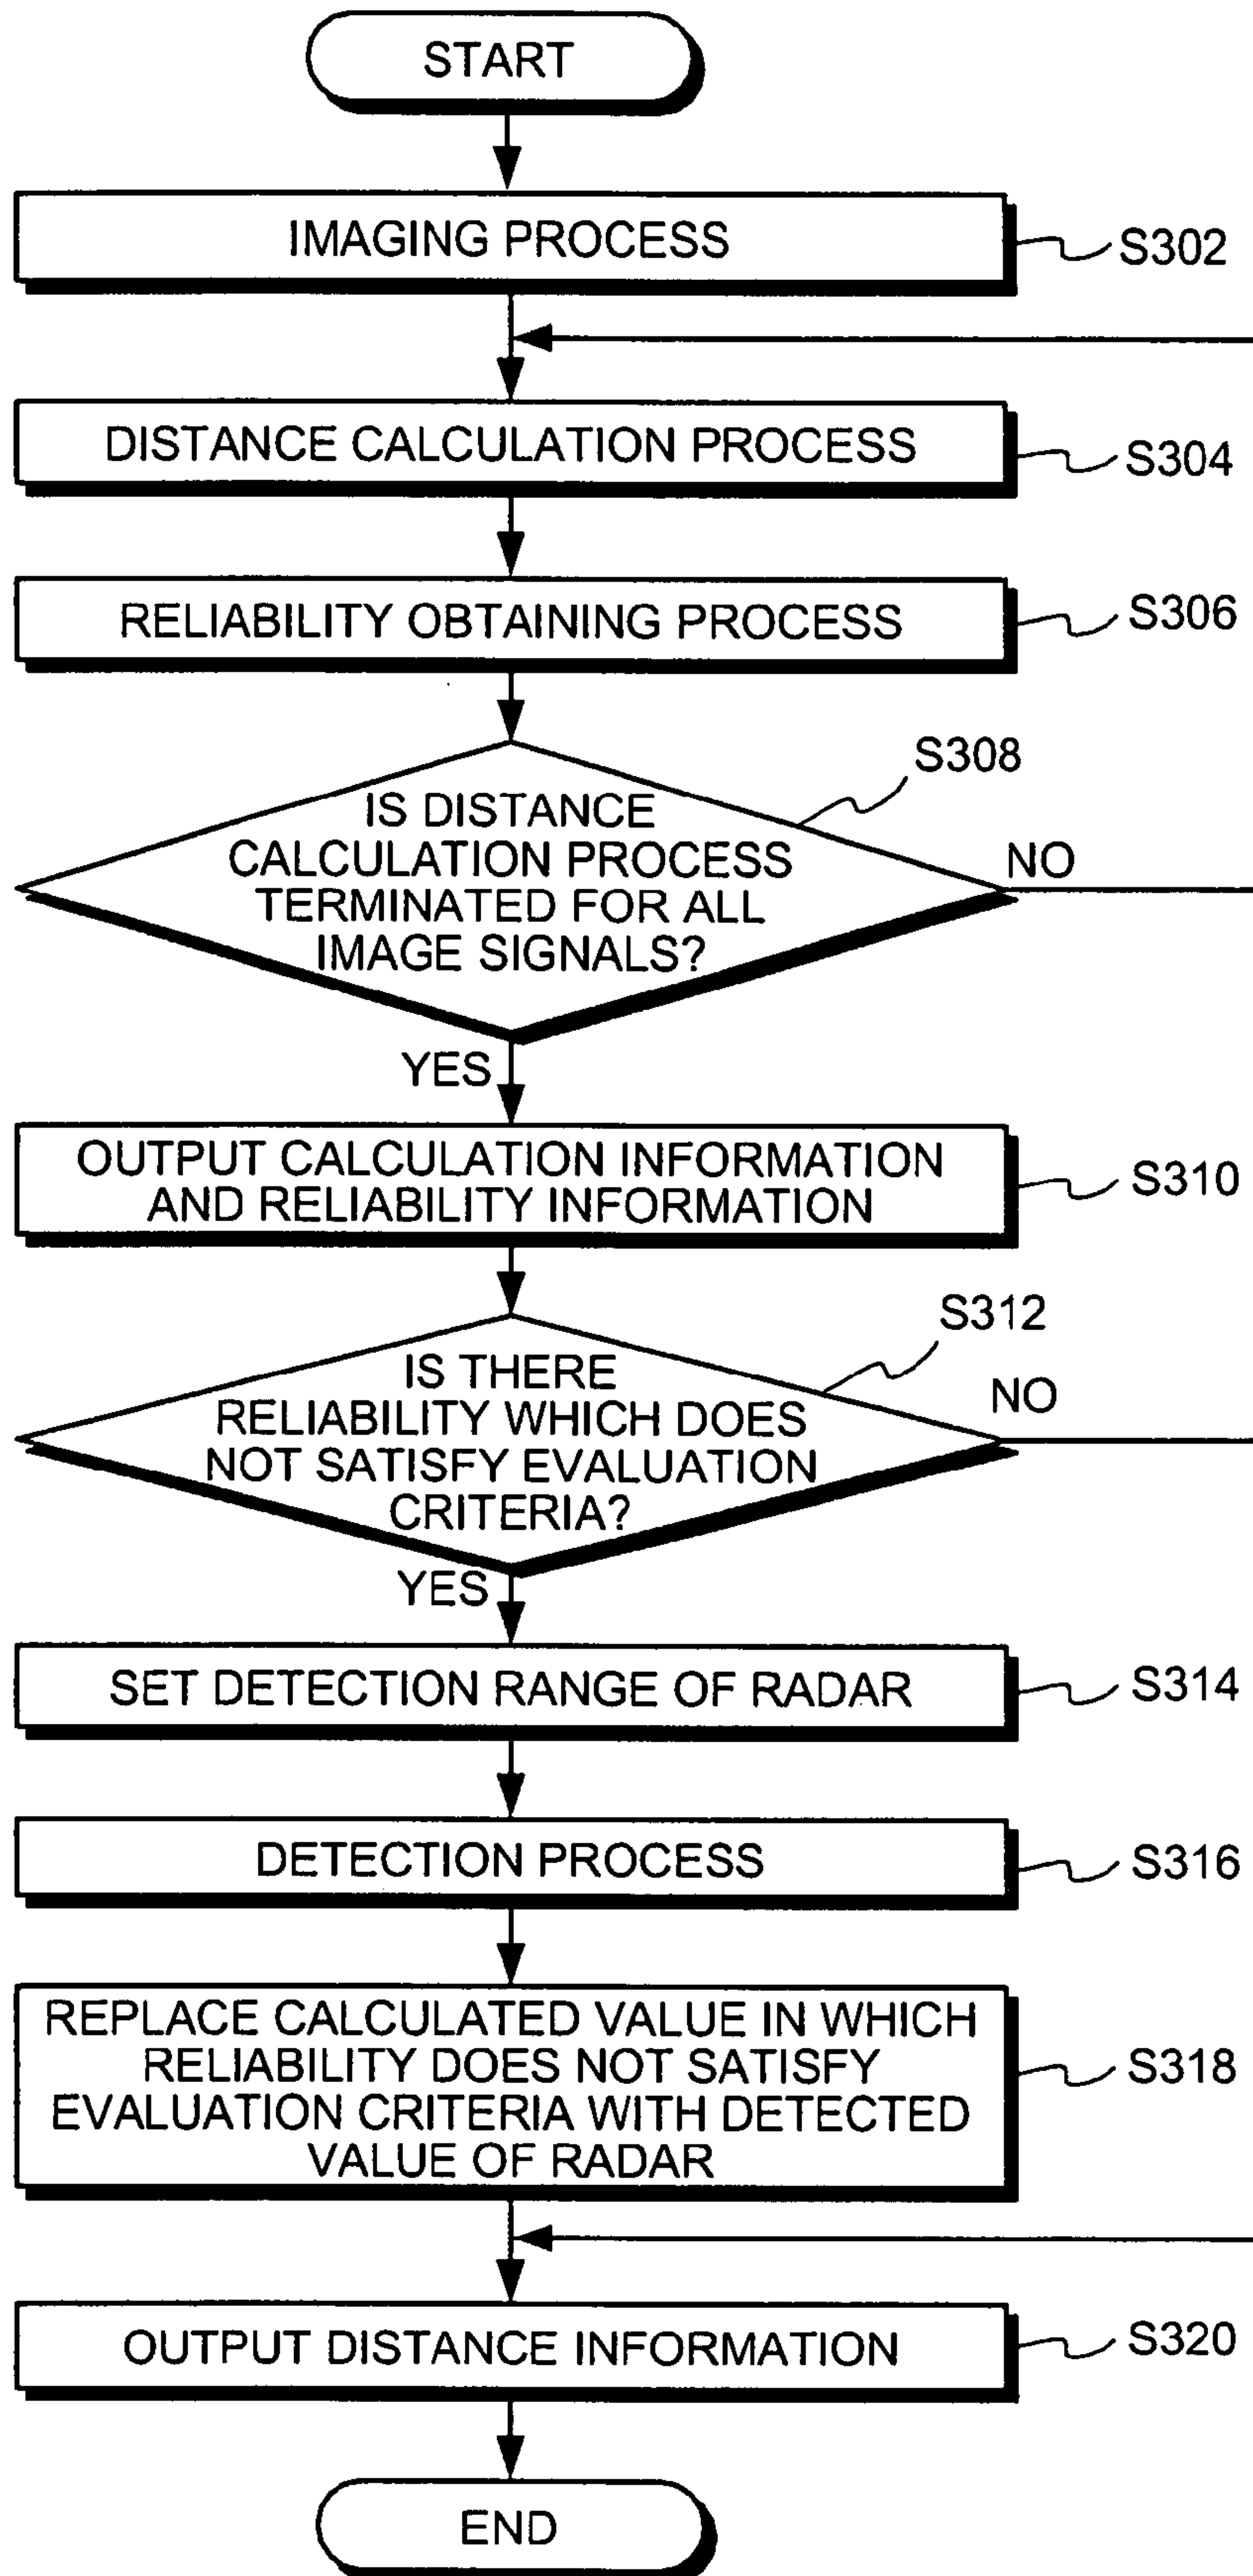 START
IMAGING PROCESS
S302
DISTANCE CALCULATION PROCESS
S304
RELIABILITY OBTAINING PROCESS
S306
S308
IS DISTANCE
CALCULATION PROCESS
TERMINATED FOR ALL
IMAGE SIGNALS?
NO
YES
OUTPUT CALCULATION INFORMATION
AND RELIABILITY INFORMATION
S310
S312
IS THERE
RELIABILITY WHICH DOES
NOT SATISFY EVALUATION
CRITERIA?
NO
YES
SET DETECTION RANGE OF RADAR
S314
DETECTION PROCESS
S316
REPLACE CALCULATED VALUE IN WHICH
RELIABILITY DOES NOT SATISFY
EVALUATION CRITERIA WITH DETECTED
VALUE OF RADAR
S318
OUTPUT DISTANCE INFORMATION
S320
END